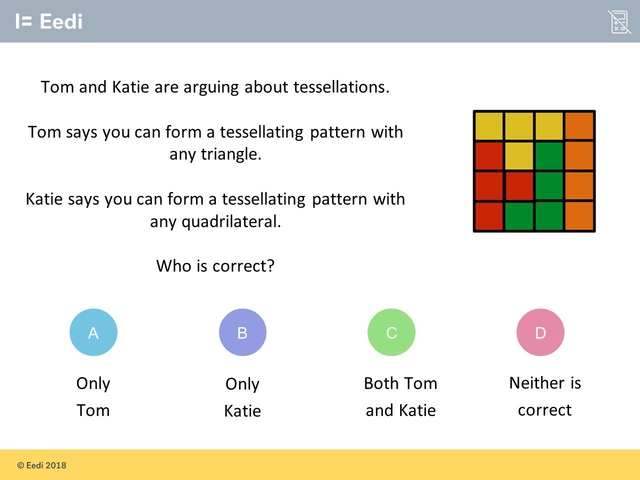 Eedi
Tom and Katie are arguing about tessellations.
Tom says you can form a tessellating pattern with
any triangle.
Katie says you can form a tessellating pattern with
any quadrilateral.
Who is correct?
A
B
C
D
Only
Tom
Only
Katie
Both Tom
and Katie
Neither is
correct
© Eedi 2018